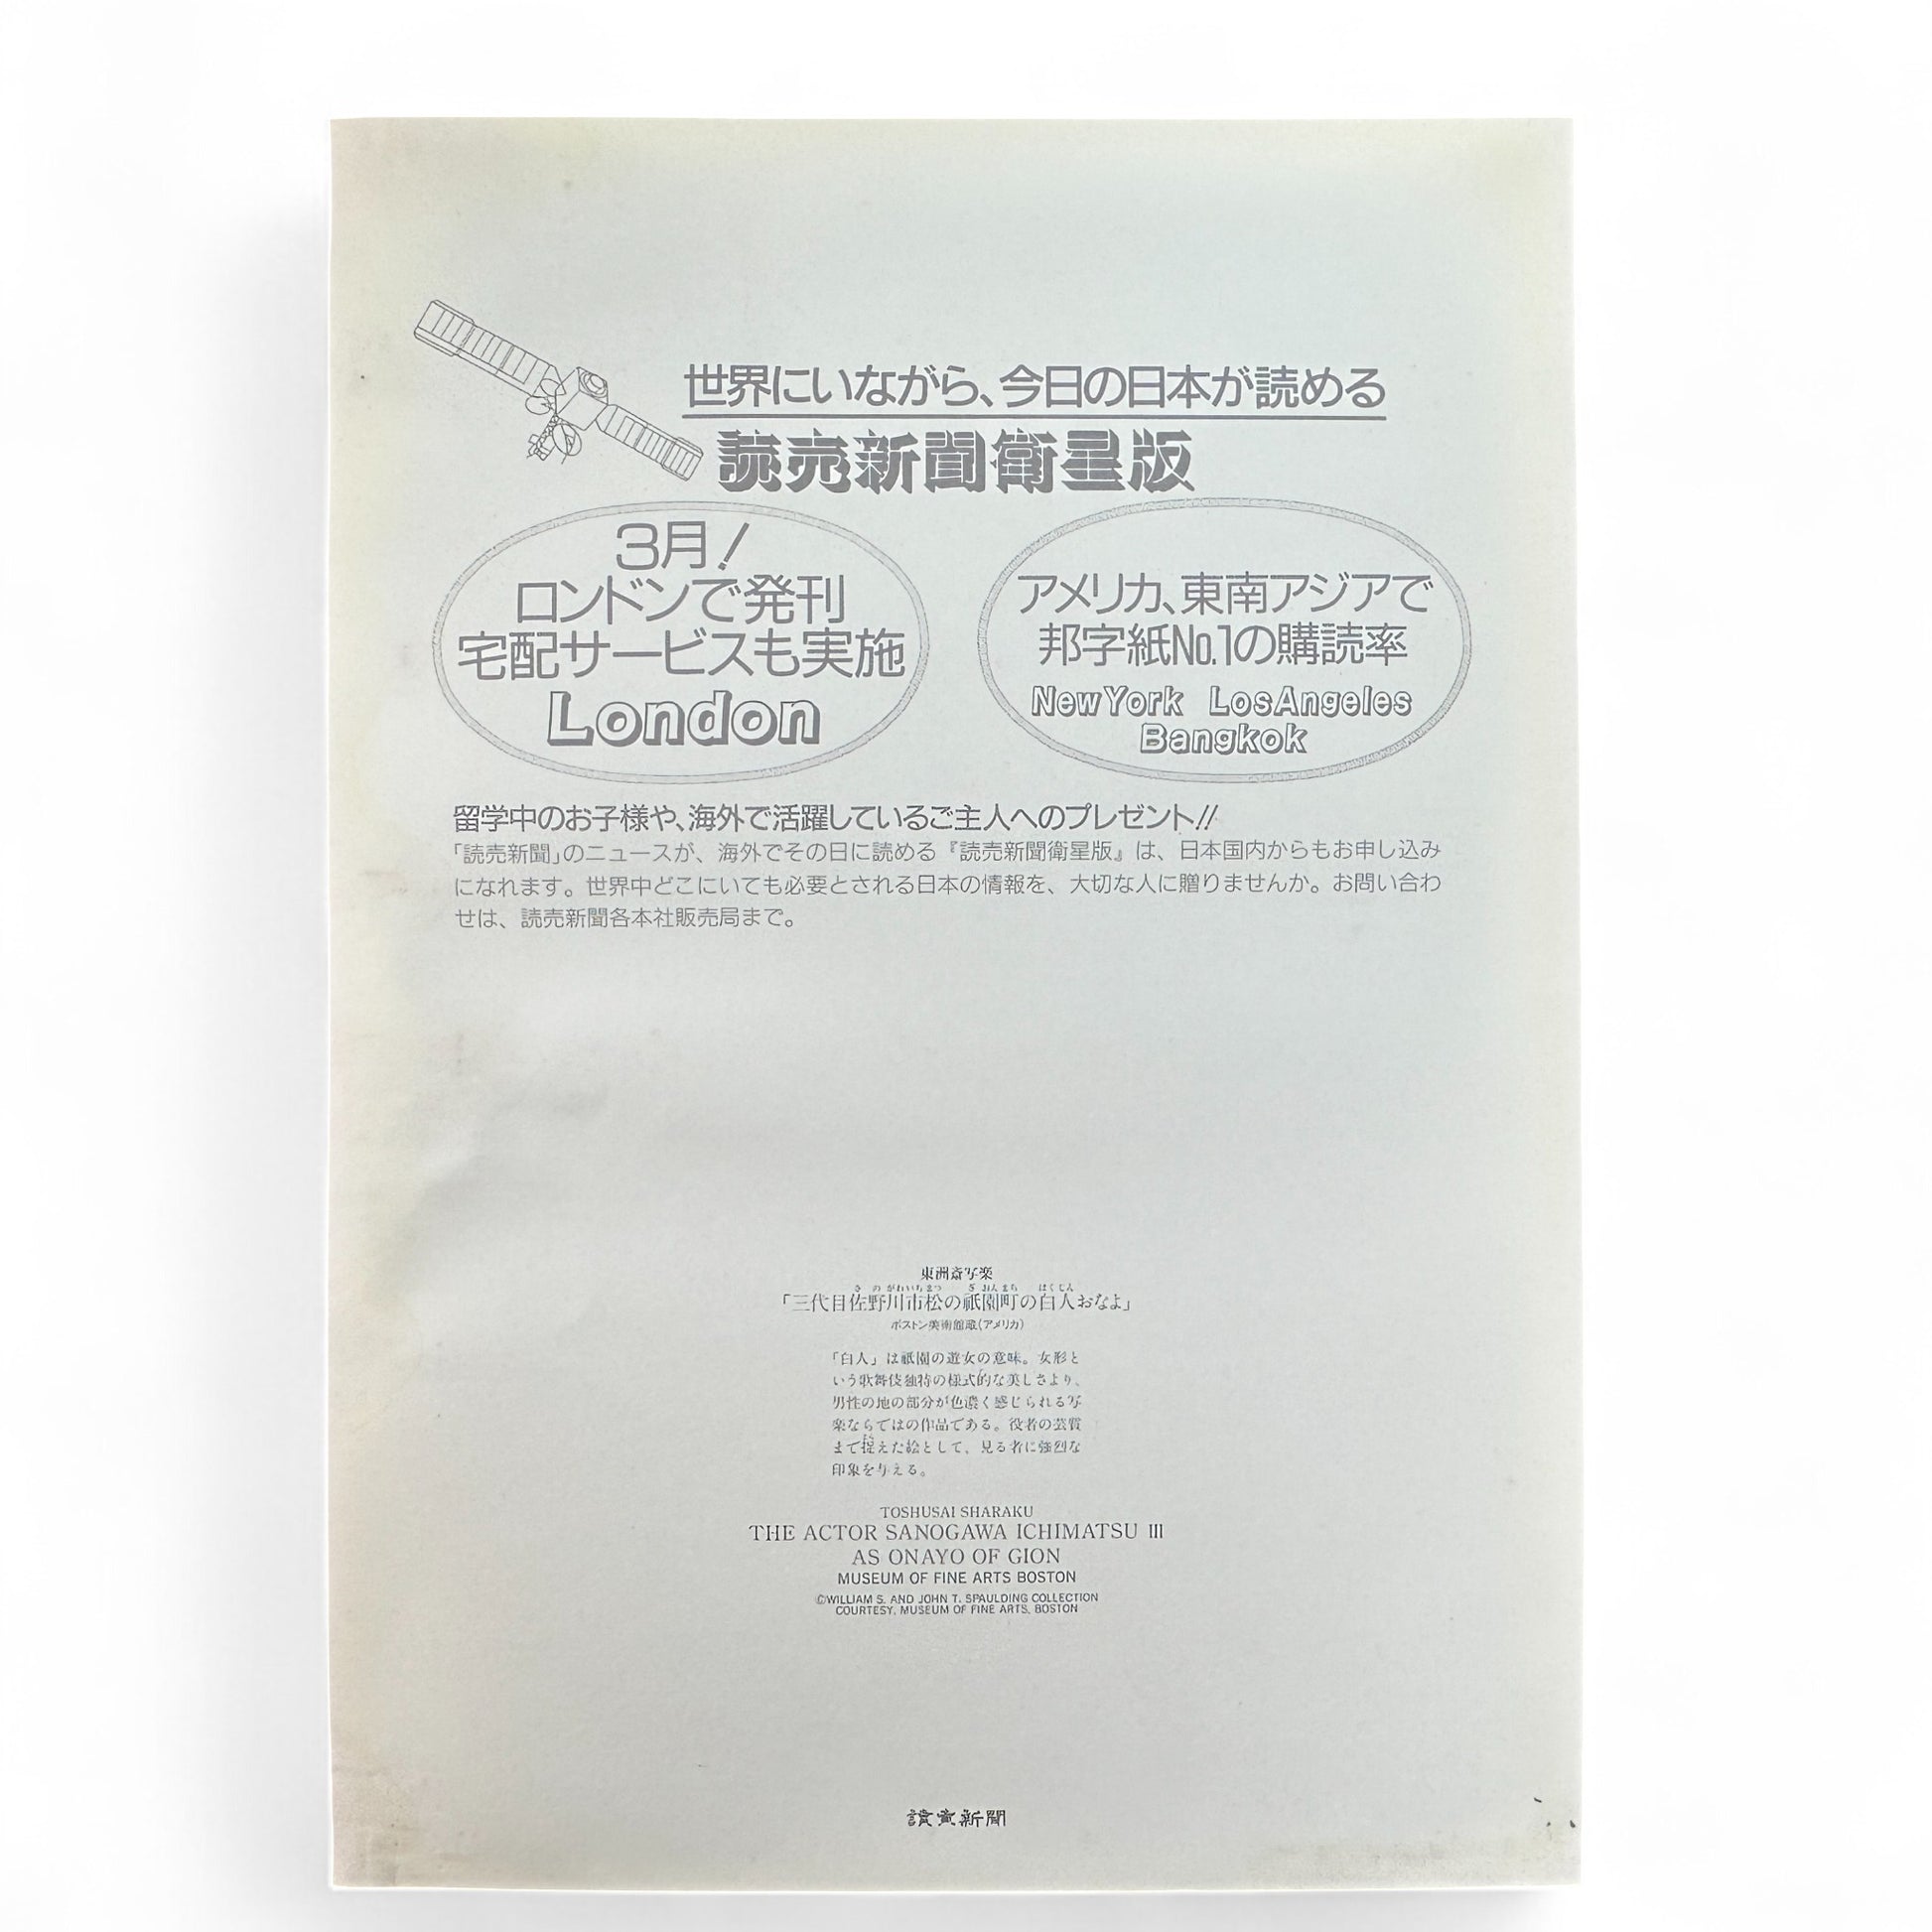 世界にいながら、今日の日本が読める
読売新聞衛星版
3月!
ロンドンで発刊
宅配サービスも実施
London
アメリカ、東南アジアで
邦字紙No.1の購読率
NewYork LosAngeles
Bangkok
留学中のお子様や、海外で活躍しているご主人へのプレゼント!!
「読売新聞」のニュースが、海外でその日に読める『読売新聞衛星版』は、日本国内からもお申し込み
になれます。世界中どこにいても必要とされる日本の情報を、大切な人に贈りませんか。お問い合わ
せは、読売新聞各本社販売局まで。
東洲斎写楽
さのがわいちまつ ぎおんまち はくじん
「三代目佐野川市松の祇園町の白人おなよ」
ボストン美術館蔵(アメリカ)
「白人」は祇園の遊女の意味。女形と
いう歌舞伎独特の様式的な美しさより、
男性の地の部分が色濃く感じられる写
楽ならではの作品である。役者の芸質
まで捉えた絵として、見る者に強烈な
印象を与える。
TOSHUSAI SHARAKU
THE ACTOR SANOGAWA ICHIMATSU III
AS ONAYO OF GION
MUSEUM OF FINE ARTS BOSTON
©WILLIAM S. AND JOHN T. SPAULDING COLLECTION
COURTESY, MUSEUM OF FINE ARTS, BOSTON
讀賣新聞